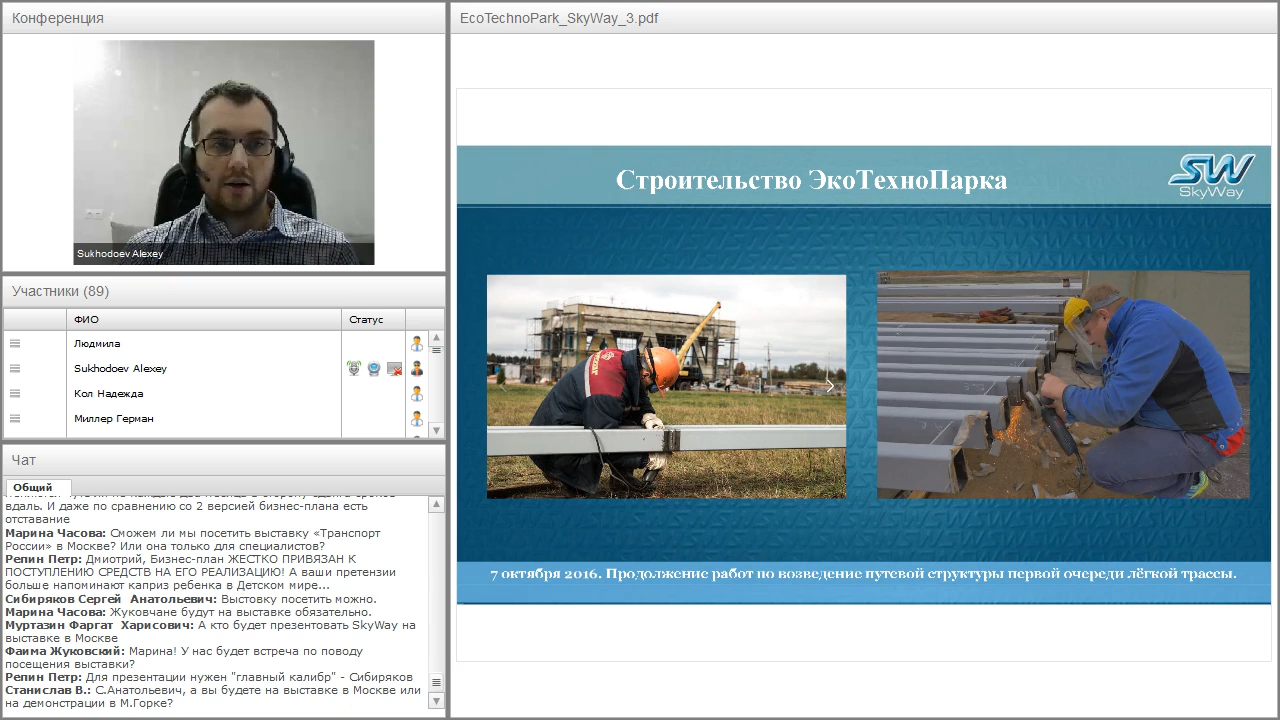 Конференция
Sukhodoev Alexey
Участники (89)
ФИО
Статус
Людмила
Sukhodoev Alexey
Кол Надежда
Миллер Герман
Чат
Общий
вдаль. И даже по сравнению со 2 версией бизнес-плана есть
отставание
Марина Часова: Сможем ли мы посетить выставку «Транспорт
России» в Москве? Или она только для специалистов?
Репин Петр: Дмиотрий, Бизнес-план ЖЕСТКО ПРИВЯЗАН К
ПОСТУПЛЕНИЮ СРЕДСТВ НА ЕГО РЕАЛИЗАЦИЮ! А ваши претензии
больше напоминают каприз ребенка в Детском мире...
Сибиряков Сергей Анатольевич: Выстовку посетить можно.
Марина Часова: Жуковчане будут на выставке обязательно.
Муртазин Фаргат Харисович: А кто будет презентовать SkyWay на
выставке в Москве
Фаима Жуковский: Марина! У нас будет встреча по поводу
посещения выставки?
Репин Петр: Для презентации нужен "главный калибр" - Сибиряков
Станислав В.: С.Анатольевич, а вы будете на выставке в Москве или
на демонстрации в М.Горке?
EcoTechnoPark_SkyWay_3.pdf
Строительство ЭкоТехноПарка
SW
SkyWay
7 октября 2016. Продолжение работ по возведение путевой структуры первой очереди лёгкой трассы.